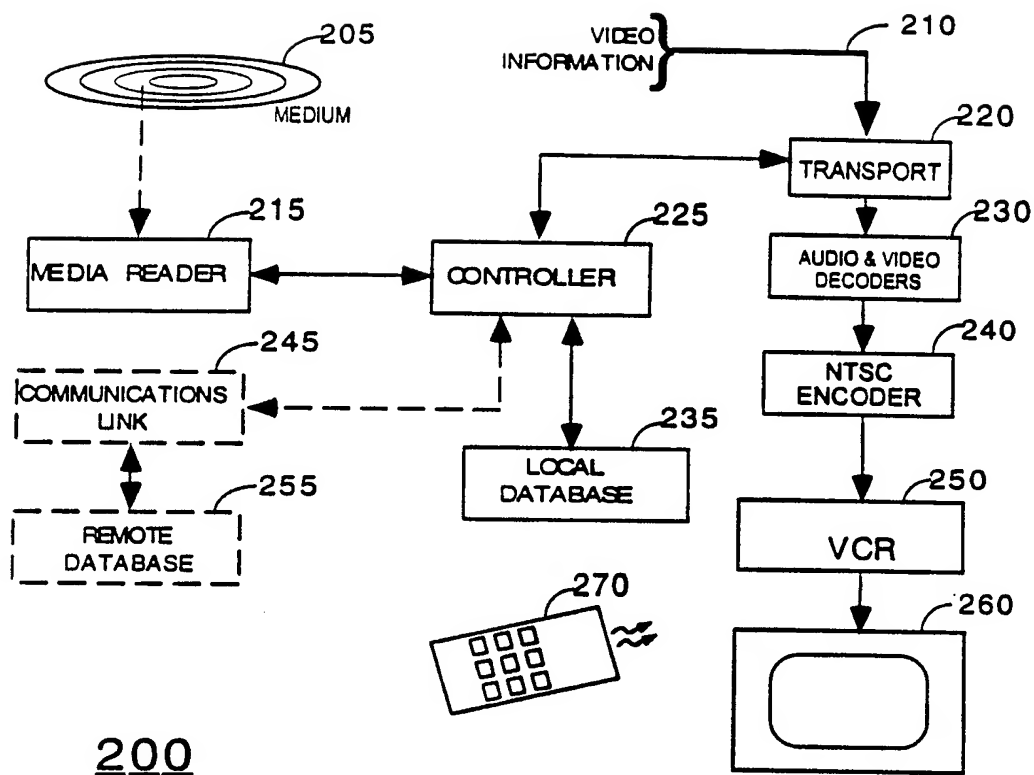 205
MEDIUM
VIDEO
INFORMATION
210
220
TRANSPORT
215
MEDIA READER
225
CONTROLLER
230
AUDIO & VIDEO
DECODERS
245
COMMUNICATIONS
LINK
240
NTSC
ENCODER
235
LOCAL
DATABASE
255
REMOTE
DATABASE
250
VCR
270
260
200